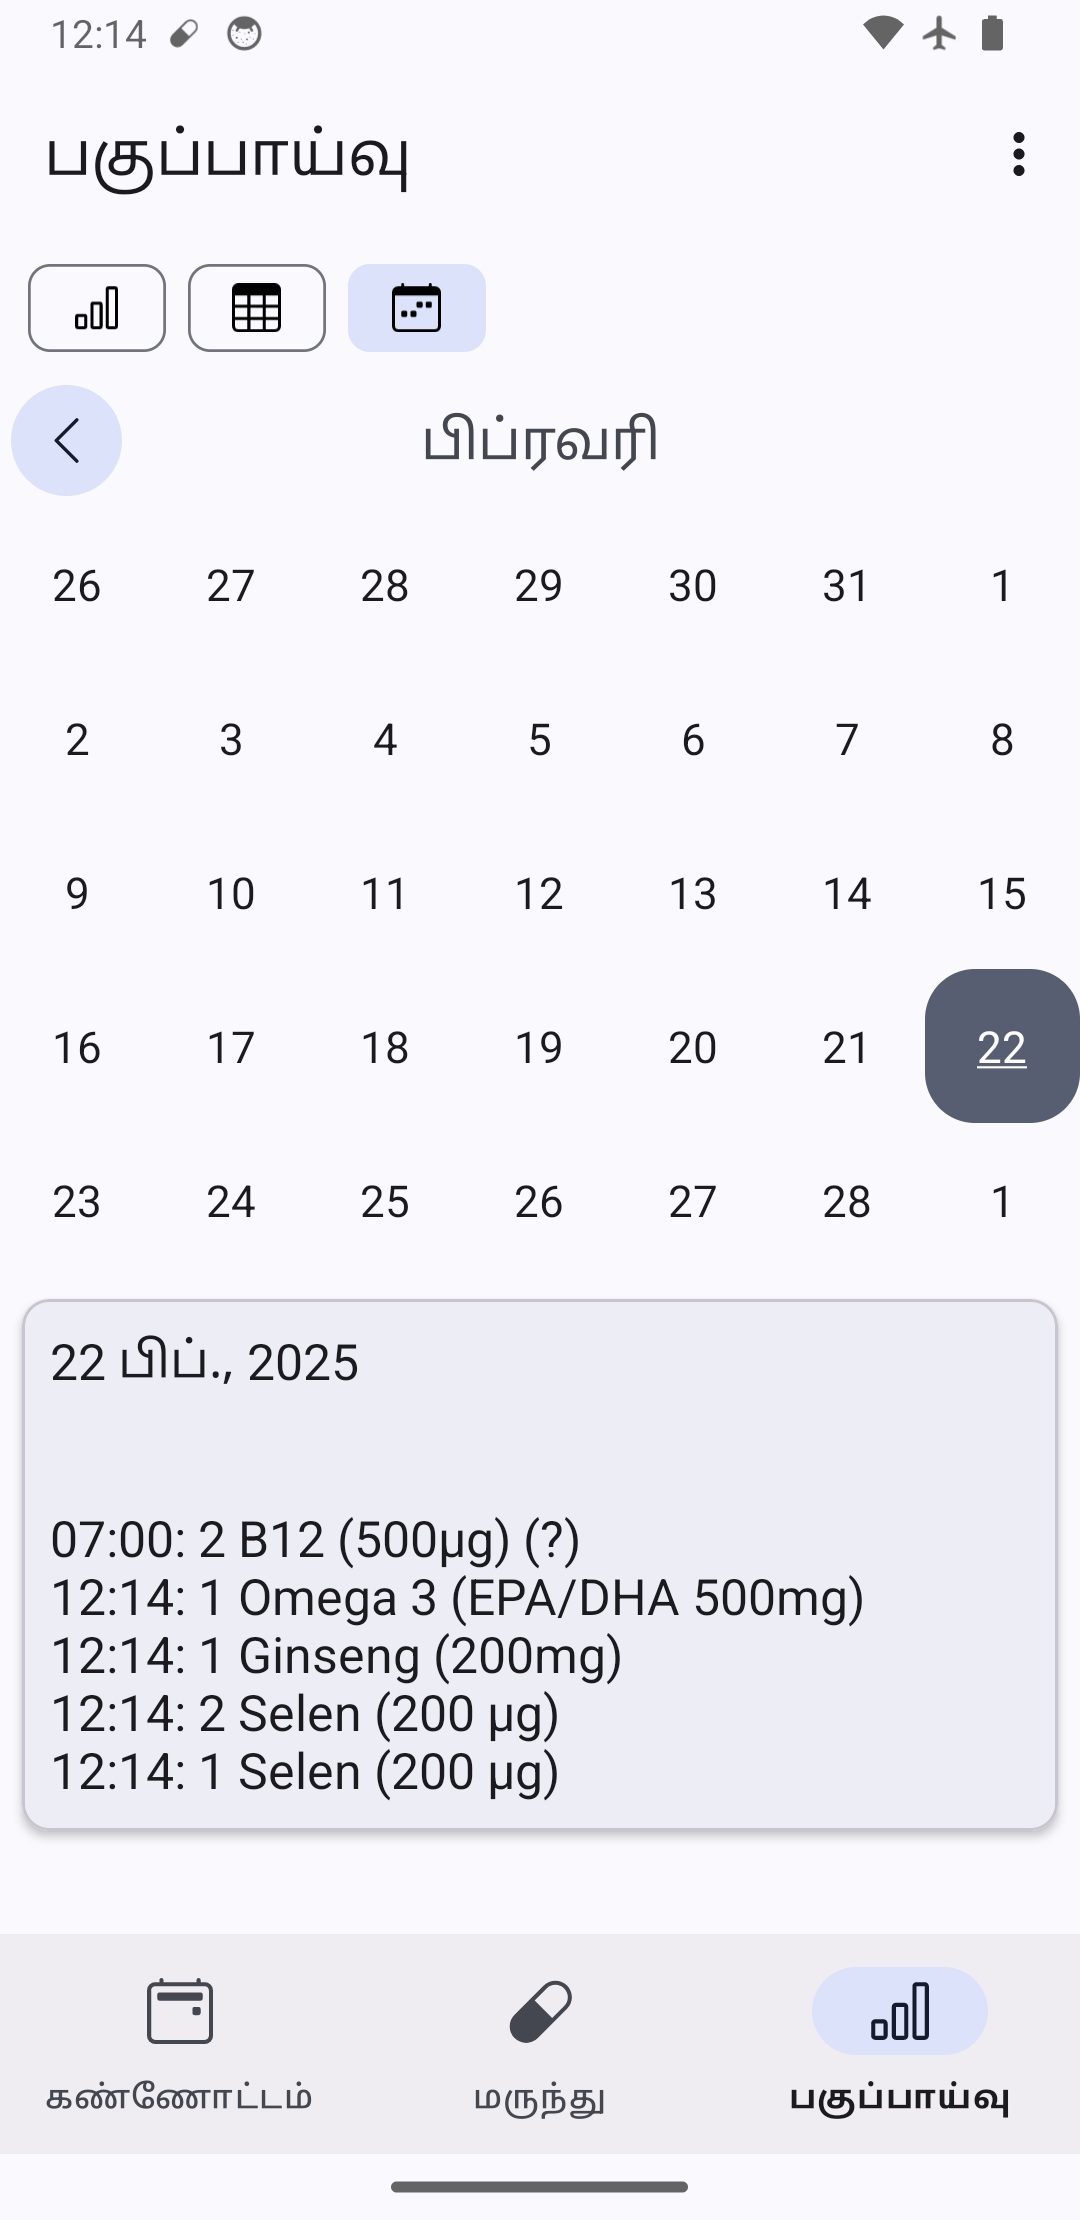 12:14
பகுப்பாய்வு
பிப்ரவரி
26 27 28 29 30 31 1
2 3 4 5 6 7 8
9 10 11 12 13 14 15
16 17 18 19 20 21 22
23 24 25 26 27 28 1
22 பிப்., 2025
07:00: 2 B12 (500µg) (?)
12:14: 1 Omega 3 (EPA/DHA 500mg)
12:14: 1 Ginseng (200mg)
12:14: 2 Selen (200 µg)
12:14: 1 Selen (200 µg)
கண்ணோட்டம் மருந்து பகுப்பாய்வு